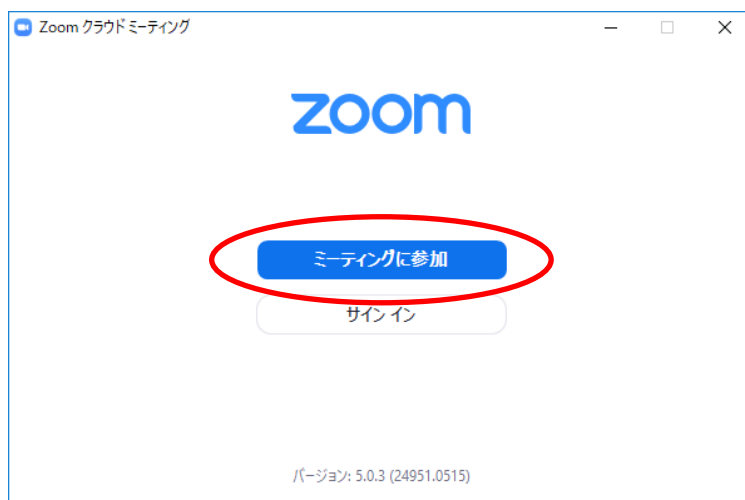 Zoom クラウド ミーティング
zoom
ミーティングに参加
サイン イン
バージョン: 5.0.3 (24951.0515)